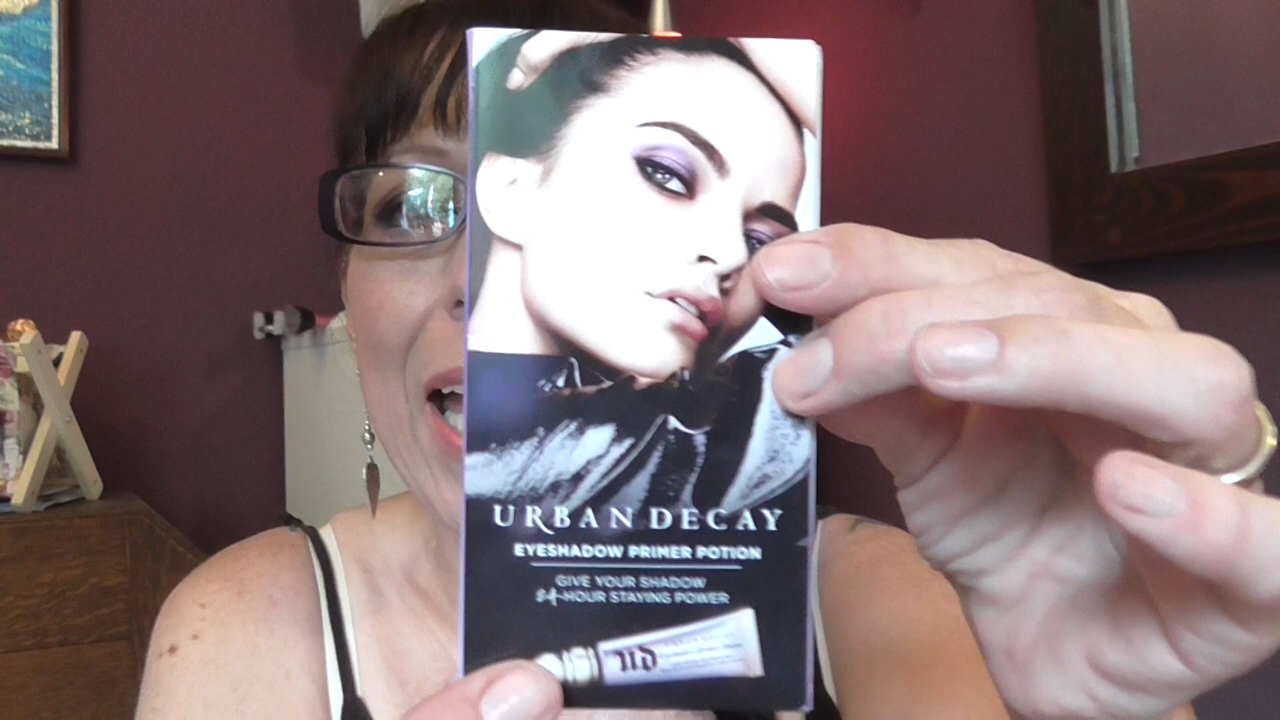 URBAN DECAY
EYESHADOW PRIMER POTION
GIVE YOUR SHADOW
24-HOUR STAYING POWER
UD